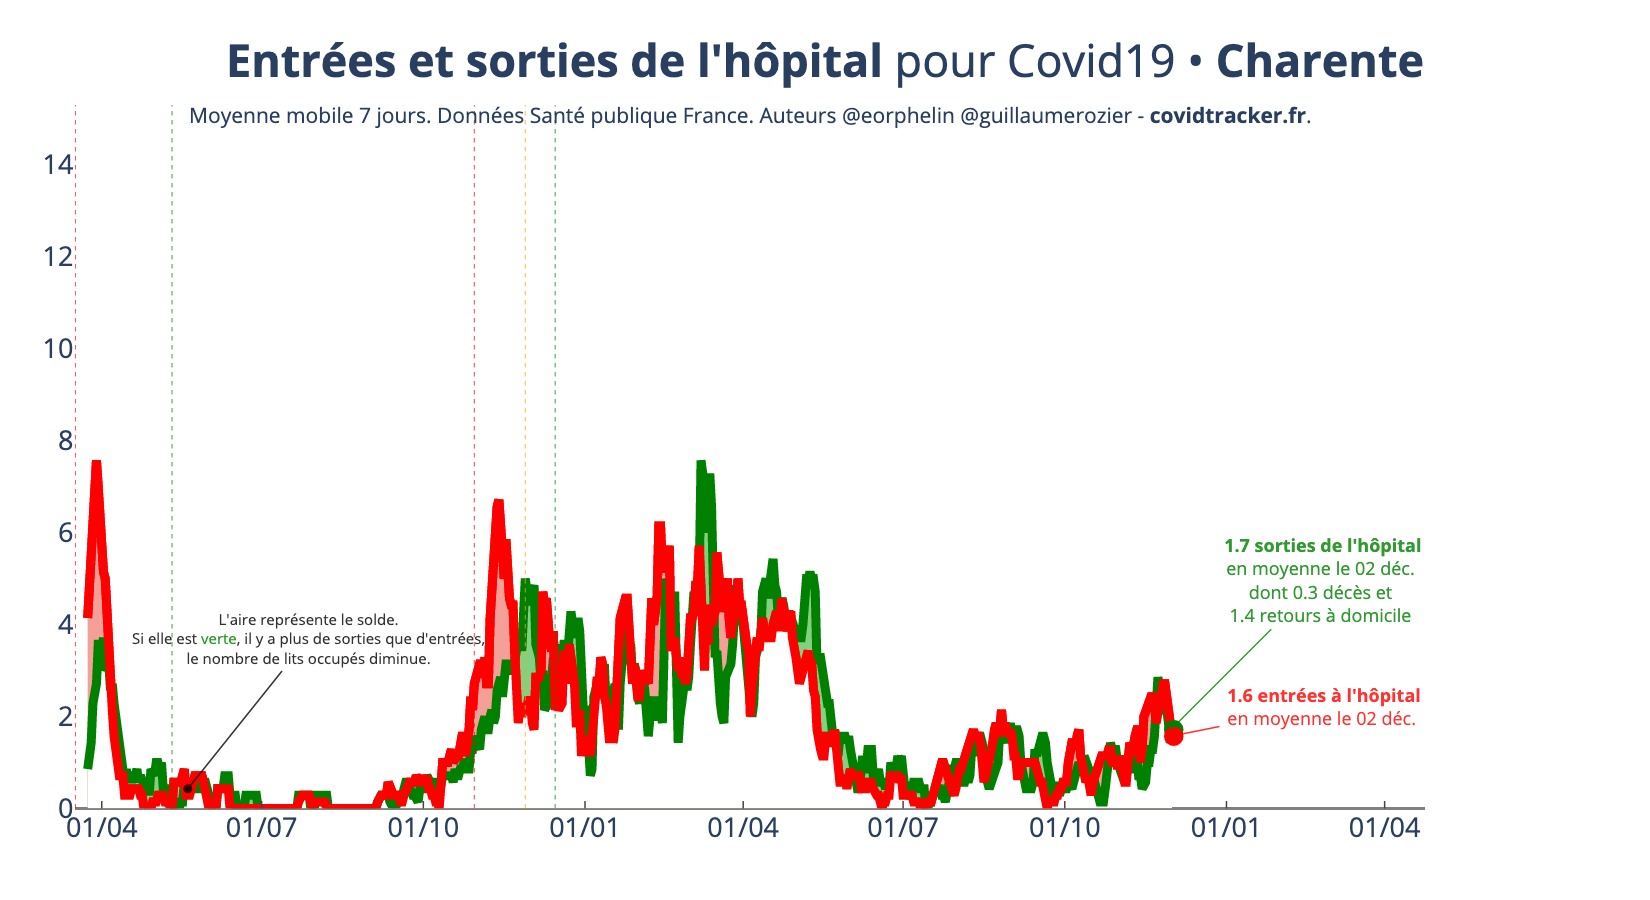 Entrées et sorties de l'hôpital pour Covid19 • Charente
Moyenne mobile 7 jours. Données Santé publique France. Auteurs @eorphelin @guillaumerozier - covidtracker.fr.
14
12
10
8
6
4
2
0
1.7 sorties de l'hôpital
en moyenne le 02 déc.
dont 0.3 décès et
1.4 retours à domicile
L'aire représente le solde.
Si elle est verte, il y a plus de sorties que d'entrées,
le nombre de lits occupés diminue.
1.6 entrées à l'hôpital
en moyenne le 02 déc.
01/04 01/07 01/10 01/01 01/04 01/07 01/10 01/01 01/04